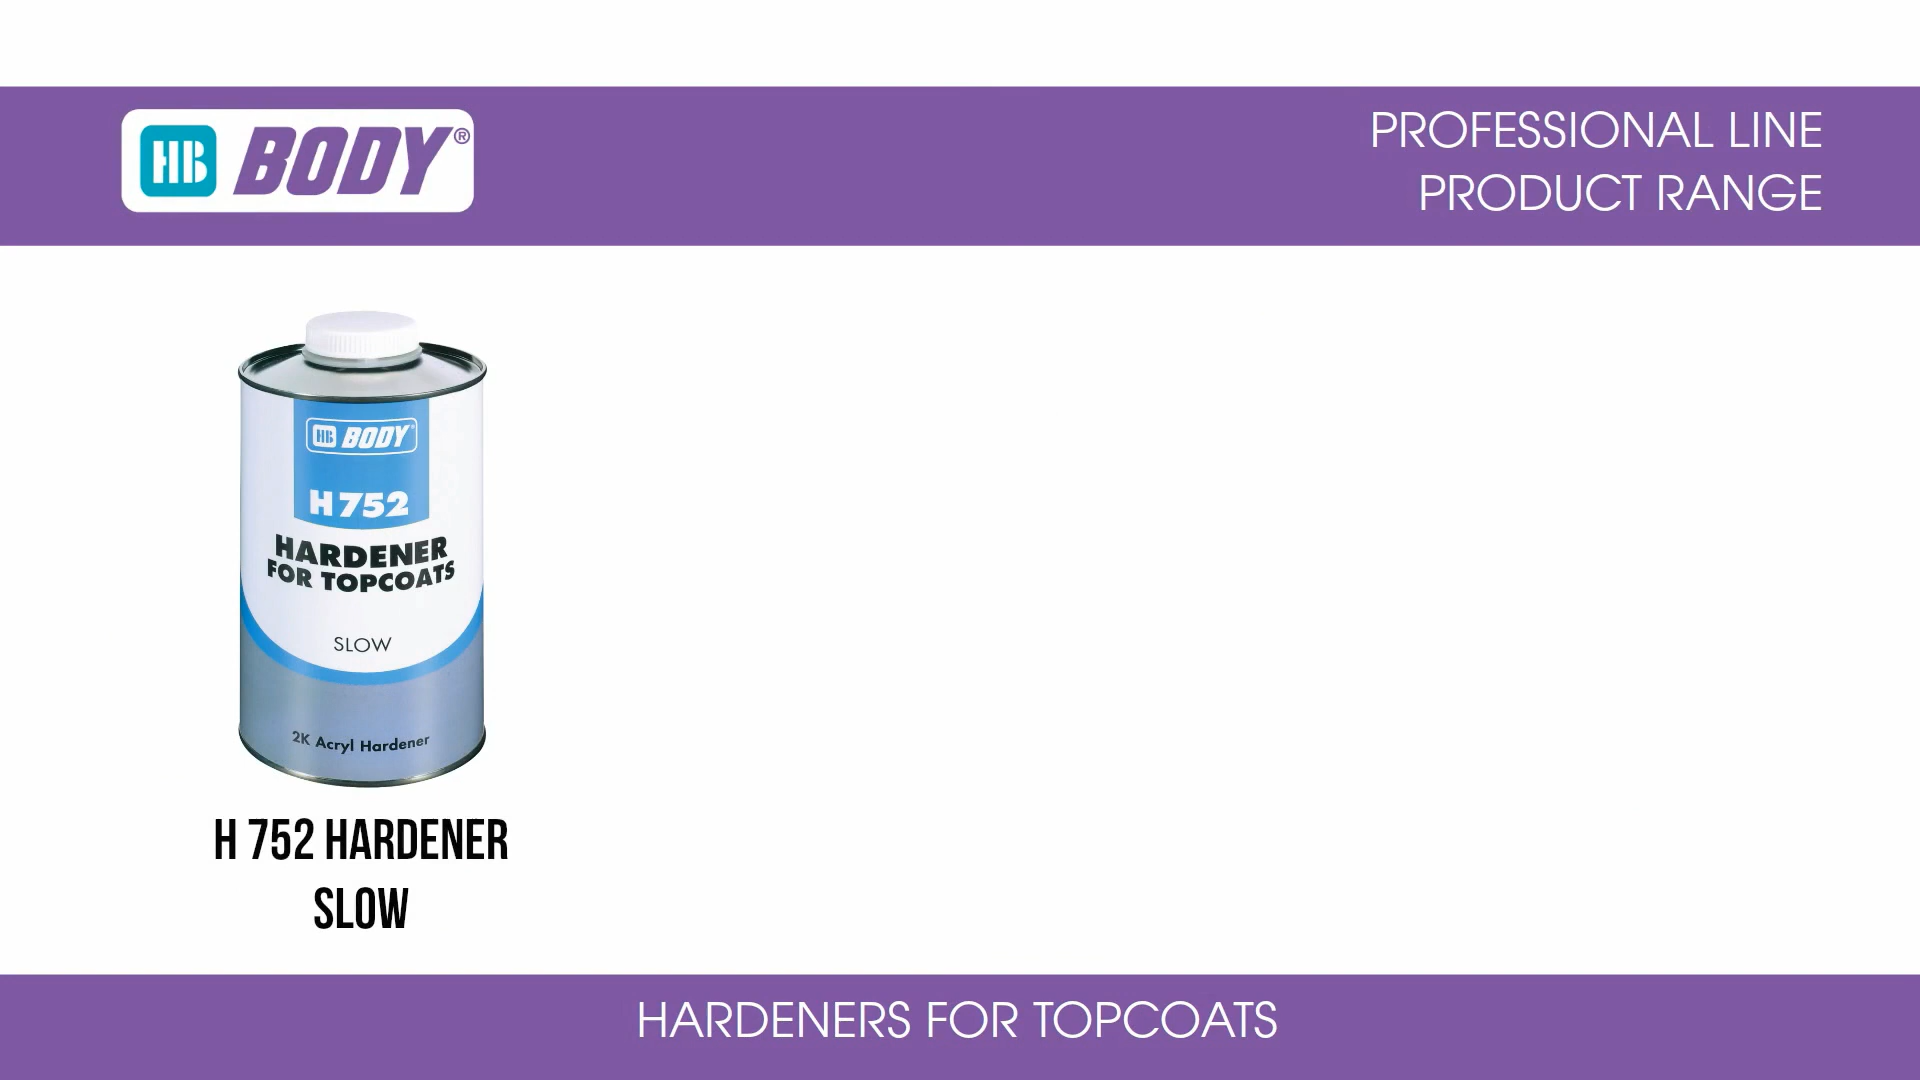 HB BODY®
PROFESSIONAL LINE
PRODUCT RANGE
HB BODY
H 752
HARDENER
FOR TOPCOATS
SLOW
2K Acryl Hardener
H 752 HARDENER
SLOW
HARDENERS FOR TOPCOATS